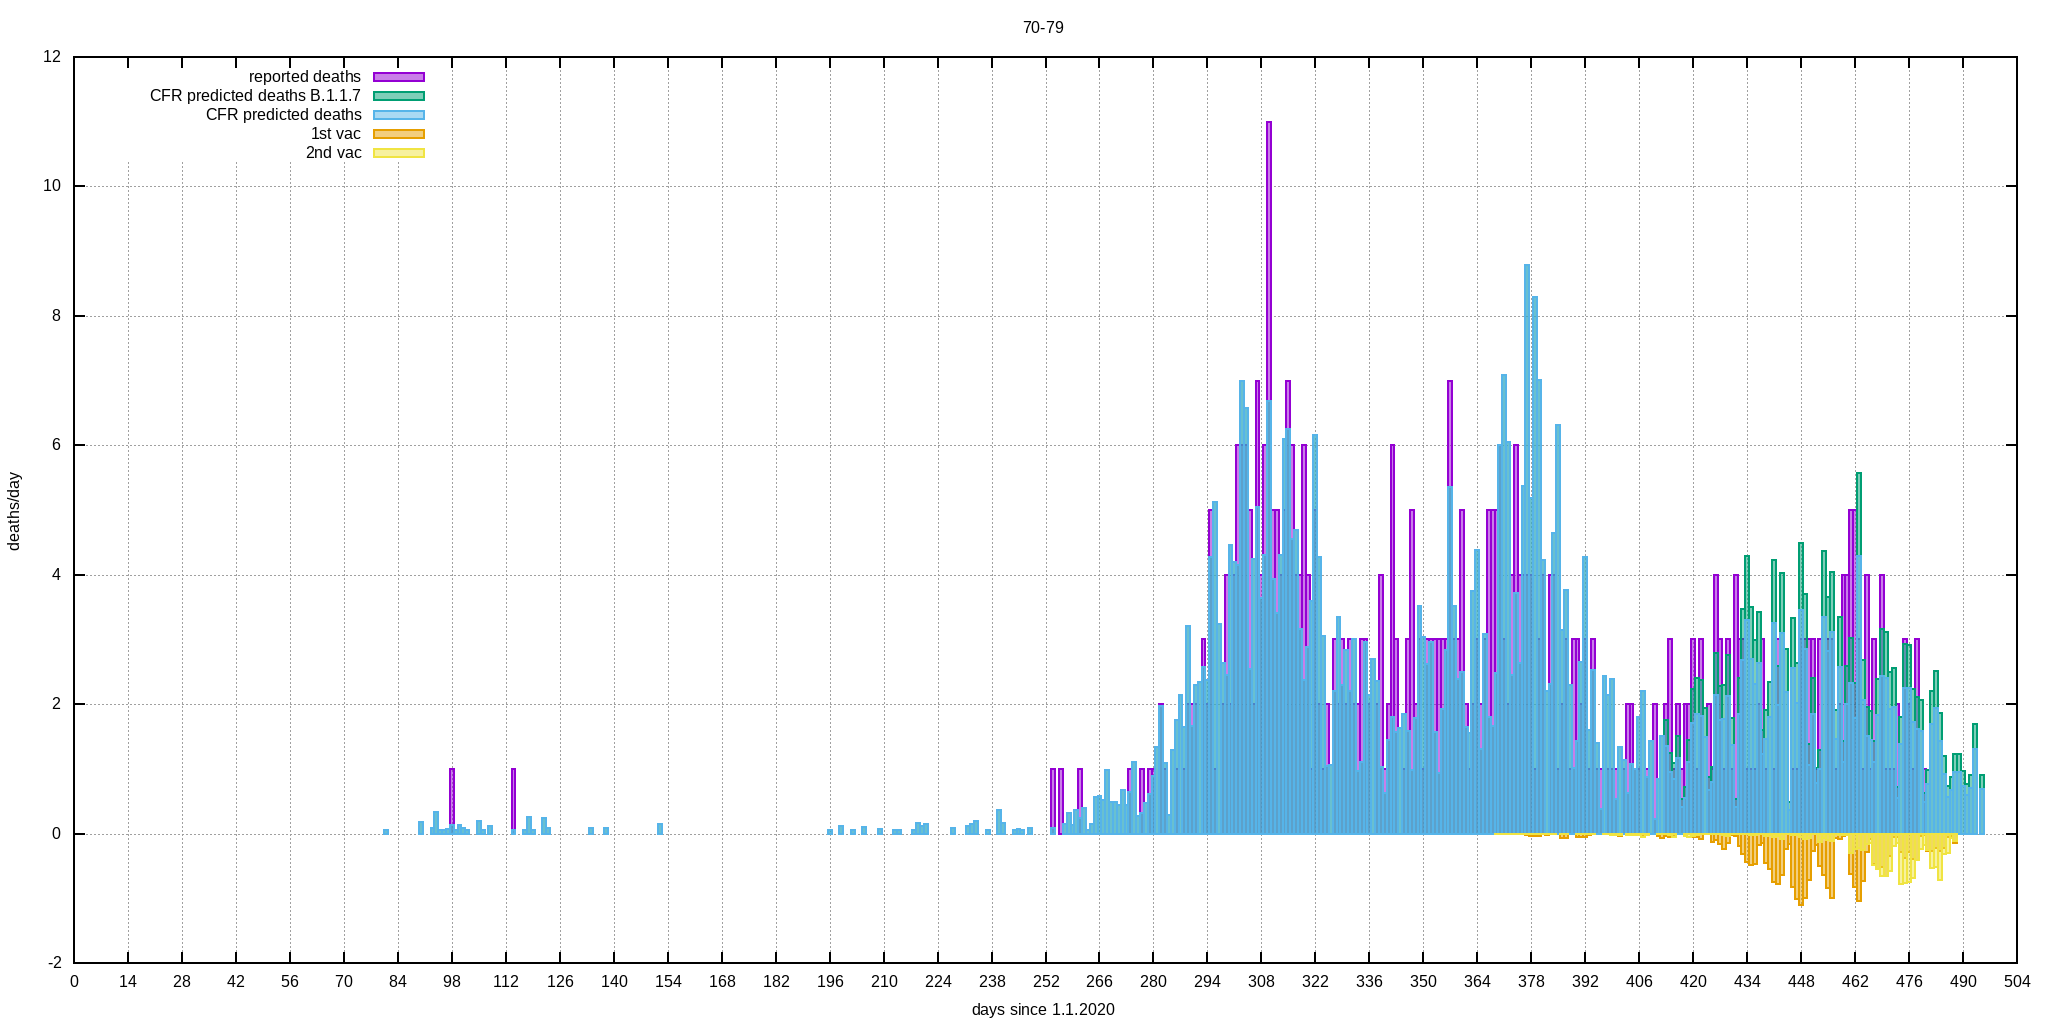 70-79
12
10
8
6
4
2
0
-2
deaths/day
reported deaths
CFR predicted deaths B.1.1.7
CFR predicted deaths
1st vac
2nd vac
0 14 28 42 56 70 84 98 112 126 140 154 168 182 196 210 224 238 252 266 280 294 308 322 336 350 364 378 392 406 420 434 448 462 476 490 504
days since 1.1.2020